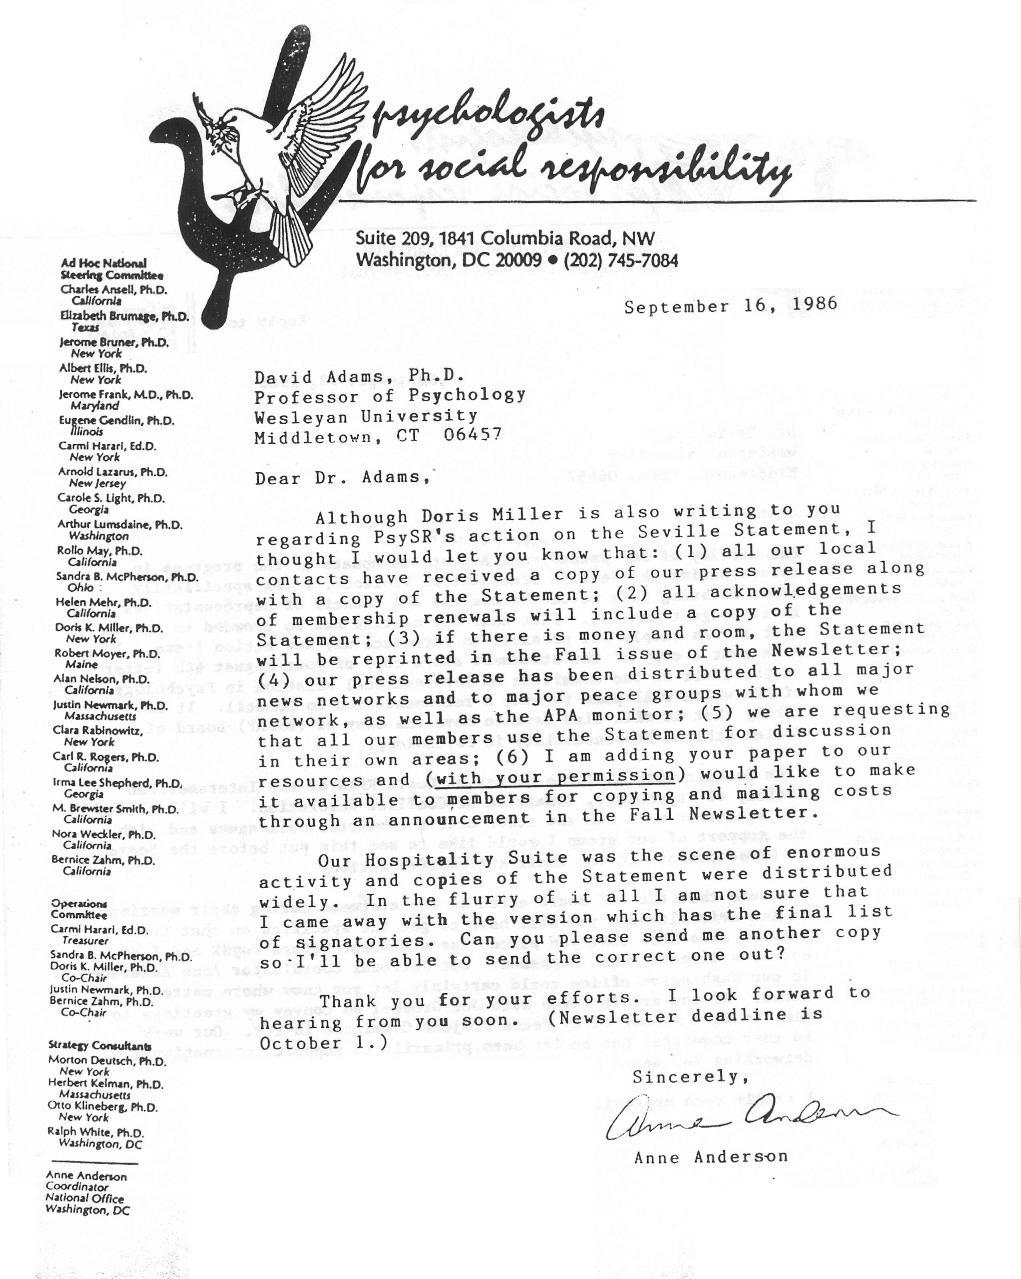 psychologists
for social responsibility
Suite 209, 1841 Columbia Road, NW
Washington, DC 20009 • (202) 745-7084
September 16, 1986
Ad Hoc National
Steering Committee
Charles Ansell, Ph.D.
California
Elizabeth Brumage, Ph.D.
Texas
Jerome Bruner, Ph.D.
New York
Albert Ellis, Ph.D.
New York
Jerome Frank, M.D., Ph.D.
Maryland
Eugene Gendlin, Ph.D.
Illinois
Carmi Harari, Ed.D.
New York
Arnold Lazarus, Ph.D.
New Jersey
Carole S. Light, Ph.D.
Georgia
Arthur Lumsdaine, Ph.D.
Washington
Rollo May, Ph.D.
California
Sandra B. McPherson, Ph.D.
Ohio
Helen Mehr, Ph.D.
California
Doris K. Miller, Ph.D.
New York
Robert Moyer, Ph.D.
Maine
Alan Nelson, Ph.D.
California
Justin Newmark, Ph.D.
Massachusetts
Clara Rabinowitz,
New York
Carl R. Rogers, Ph.D.
California
Irma Lee Shepherd, Ph.D.
Georgia
M. Brewster Smith, Ph.D.
California
Nora Weckler, Ph.D.
California
Bernice Zahm, Ph.D.
California
Operations
Committee
Carmi Harari, Ed.D.
Treasurer
Sandra B. McPherson, Ph.D.
Doris K. Miller, Ph.D.
Co-Chair
Justin Newmark, Ph.D.
Bernice Zahm, Ph.D.
Co-Chair
Strategy Consultants
Morton Deutsch, Ph.D.
New York
Herbert Kelman, Ph.D.
Massachusetts
Otto Klineberg, Ph.D.
New York
Ralph White, Ph.D.
Washington, DC
Anne Anderson
Coordinator
National Office
Washington, DC
David Adams, Ph.D.
Professor of Psychology
Wesleyan University
Middletown, CT 06457
Dear Dr. Adams,
Although Doris Miller is also writing to you
regarding PsySR's action on the Seville Statement, I
thought I would let you know that: (1) all our local
contacts have received a copy of our press release along
with a copy of the Statement; (2) all acknowledgements
of membership renewals will include a copy of the
Statement; (3) if there is money and room, the Statement
will be reprinted in the Fall issue of the Newsletter;
(4) our press release has been distributed to all major
news networks and to major peace groups with whom we
network, as well as the APA monitor; (5) we are requesting
that all our members use the Statement for discussion
in their own areas; (6) I am adding your paper to our
resources and (with your permission) would like to make
it available to members for copying and mailing costs
through an announcement in the Fall Newsletter.
Our Hospitality Suite was the scene of enormous
activity and copies of the Statement were distributed
widely. In the flurry of it all I am not sure that
I came away with the version which has the final list
of signatories. Can you please send me another copy
so I'll be able to send the correct one out?
Thank you for your efforts. I look forward to
hearing from you soon. (Newsletter deadline is
October 1.)
Sincerely,
Anne Anderson
Anne Anderson